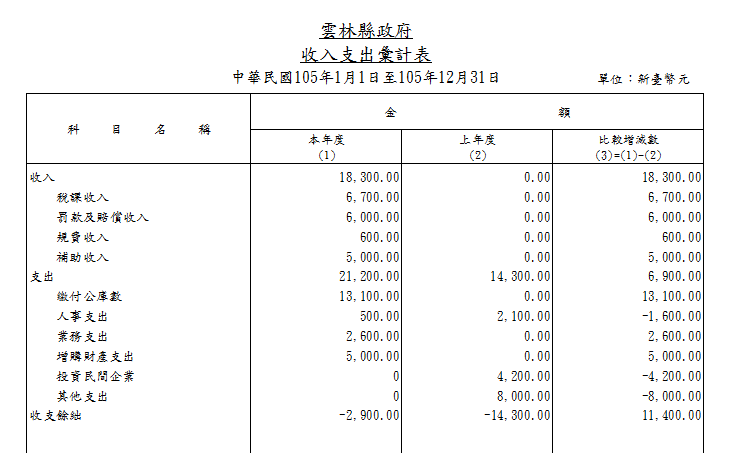 雲林縣政府
收入支出彙計表
中華民國105年1月1日至105年12月31日 單位：新臺幣元
科 目 名 稱 金 額
本年度 上年度 比較增減數
(1) (2) (3)=(1)-(2)
收入 18,300.00 0.00 18,300.00
稅課收入 6,700.00 0.00 6,700.00
罰款及賠償收入 6,000.00 0.00 6,000.00
規費收入 600.00 0.00 600.00
補助收入 5,000.00 0.00 5,000.00
支出 21,200.00 14,300.00 6,900.00
繳付公庫數 13,100.00 0.00 13,100.00
人事支出 500.00 2,100.00 -1,600.00
業務支出 2,600.00 0.00 2,600.00
增購財產支出 5,000.00 0.00 5,000.00
投資民間企業 0 4,200.00 -4,200.00
其他支出 0 8,000.00 -8,000.00
收支餘絀 -2,900.00 -14,300.00 11,400.00